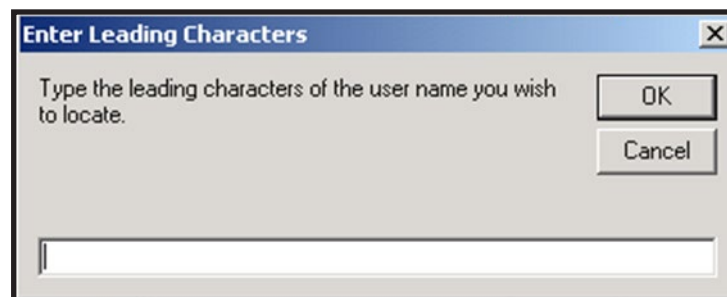 Enter Leading Characters
Type the leading characters of the user name you wish
to locate.
OK
Cancel